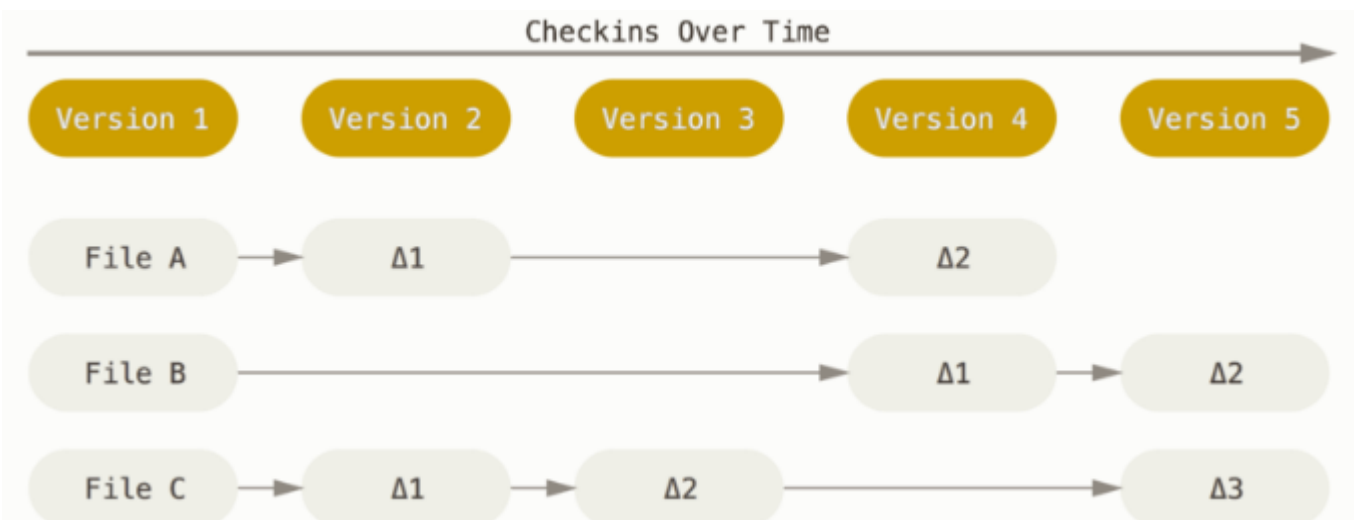 Checkins Over Time
Version 1 Version 2 Version 3 Version 4 Version 5
File A Δ1 Δ2
File B Δ1 Δ2
File C Δ1 Δ2 Δ3